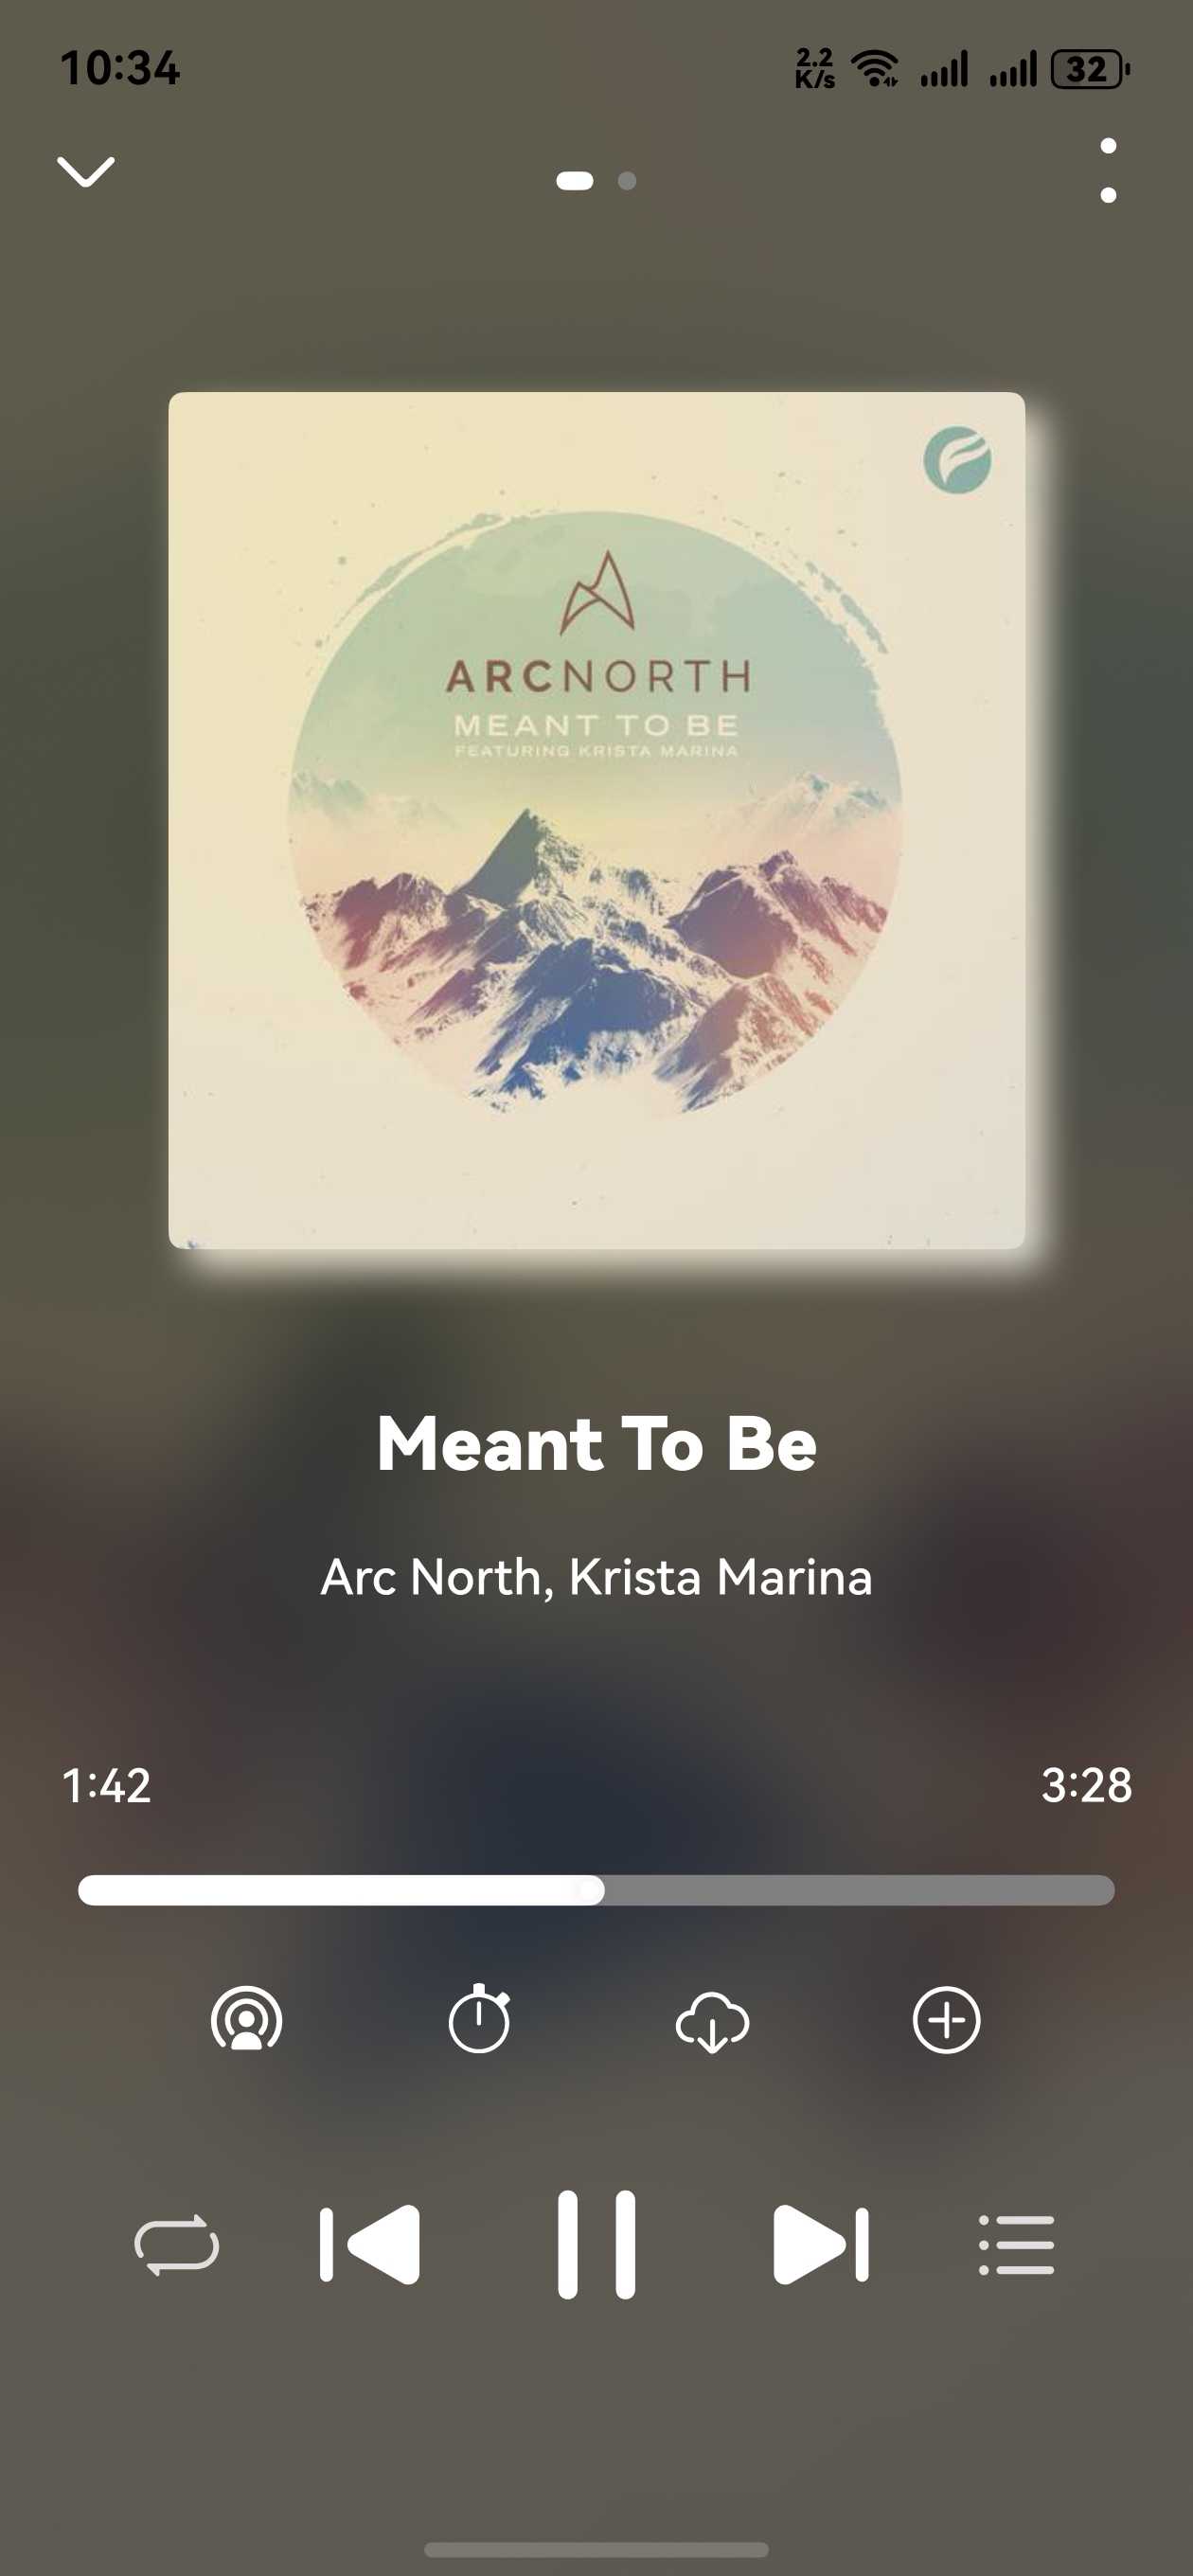 10:34
2.2
K/s
32
ARCNORTH
MEANT TO BE
FEATURING KRISTA MARINA
Meant To Be
Arc North, Krista Marina
1:42
3:28